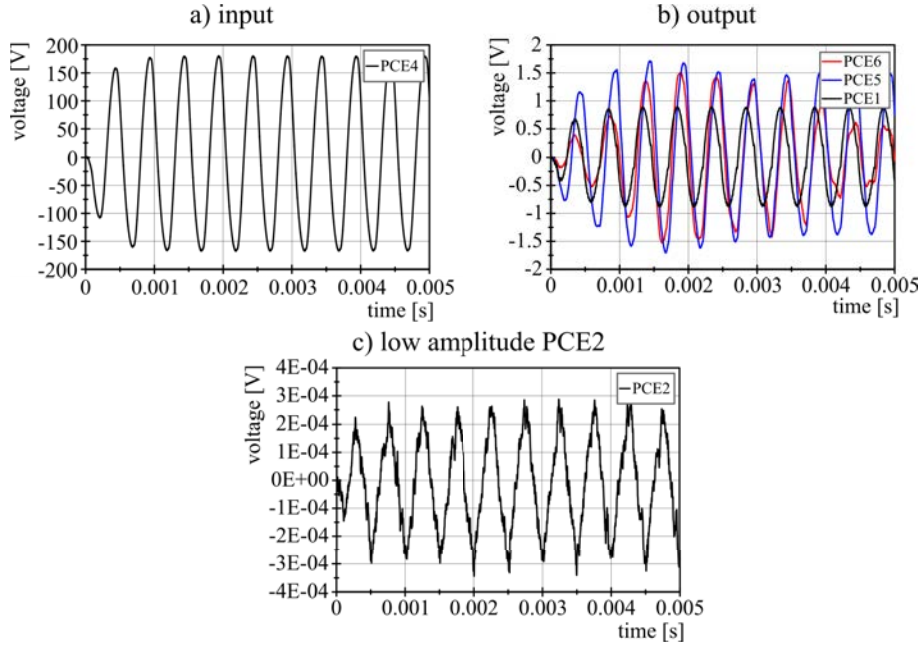 a) input
voltage [V]
200
150
100
50
0
-50
-100
-150
-200
PCE4
0 0.001 0.002 0.003 0.004 0.005
time [s]
b) output
voltage [V]
2
1.5
1
0.5
0
-0.5
-1
-1.5
-2
PCE6
PCE5
PCE1
0 0.001 0.002 0.003 0.004 0.005
time [s]
c) low amplitude PCE2
voltage [V]
4E-04
3E-04
2E-04
1E-04
0E+00
-1E-04
-2E-04
-3E-04
-4E-04
PCE2
0 0.001 0.002 0.003 0.004 0.005
time [s]